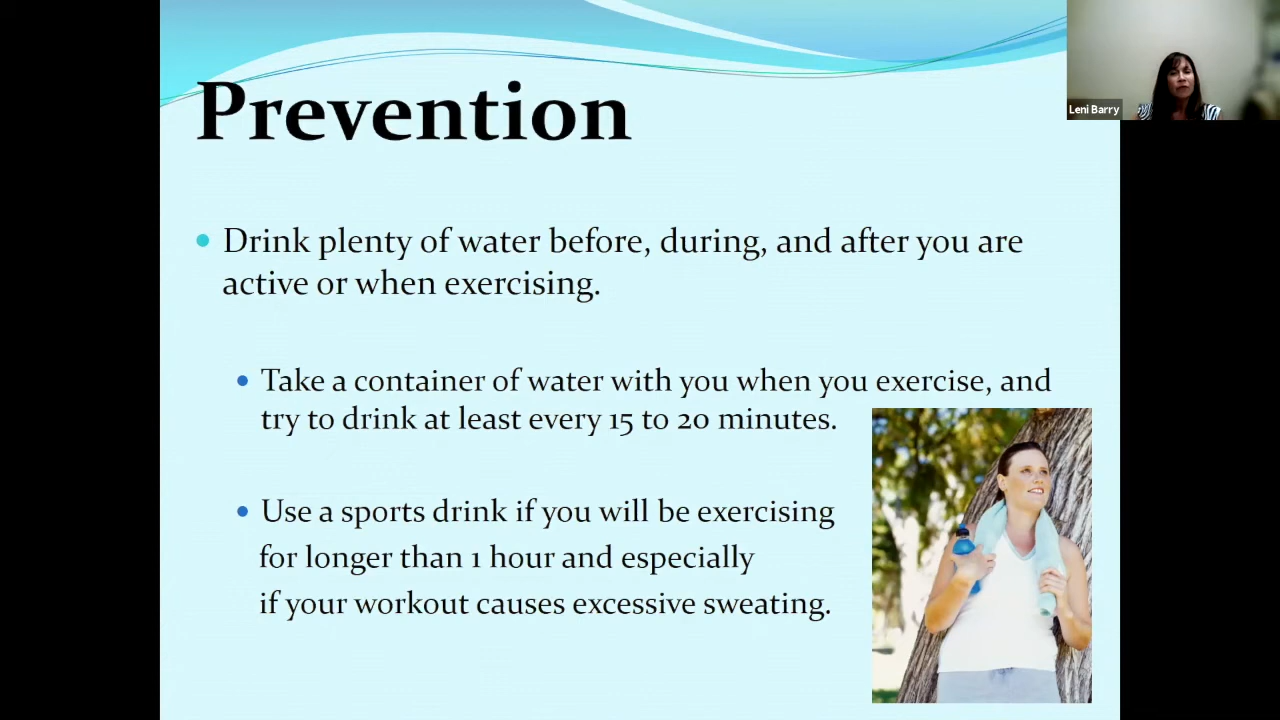 Leni Barry
Prevention
Drink plenty of water before, during, and after you are
active or when exercising.
Take a container of water with you when you exercise, and
try to drink at least every 15 to 20 minutes.
Use a sports drink if you will be exercising
for longer than 1 hour and especially
if your workout causes excessive sweating.